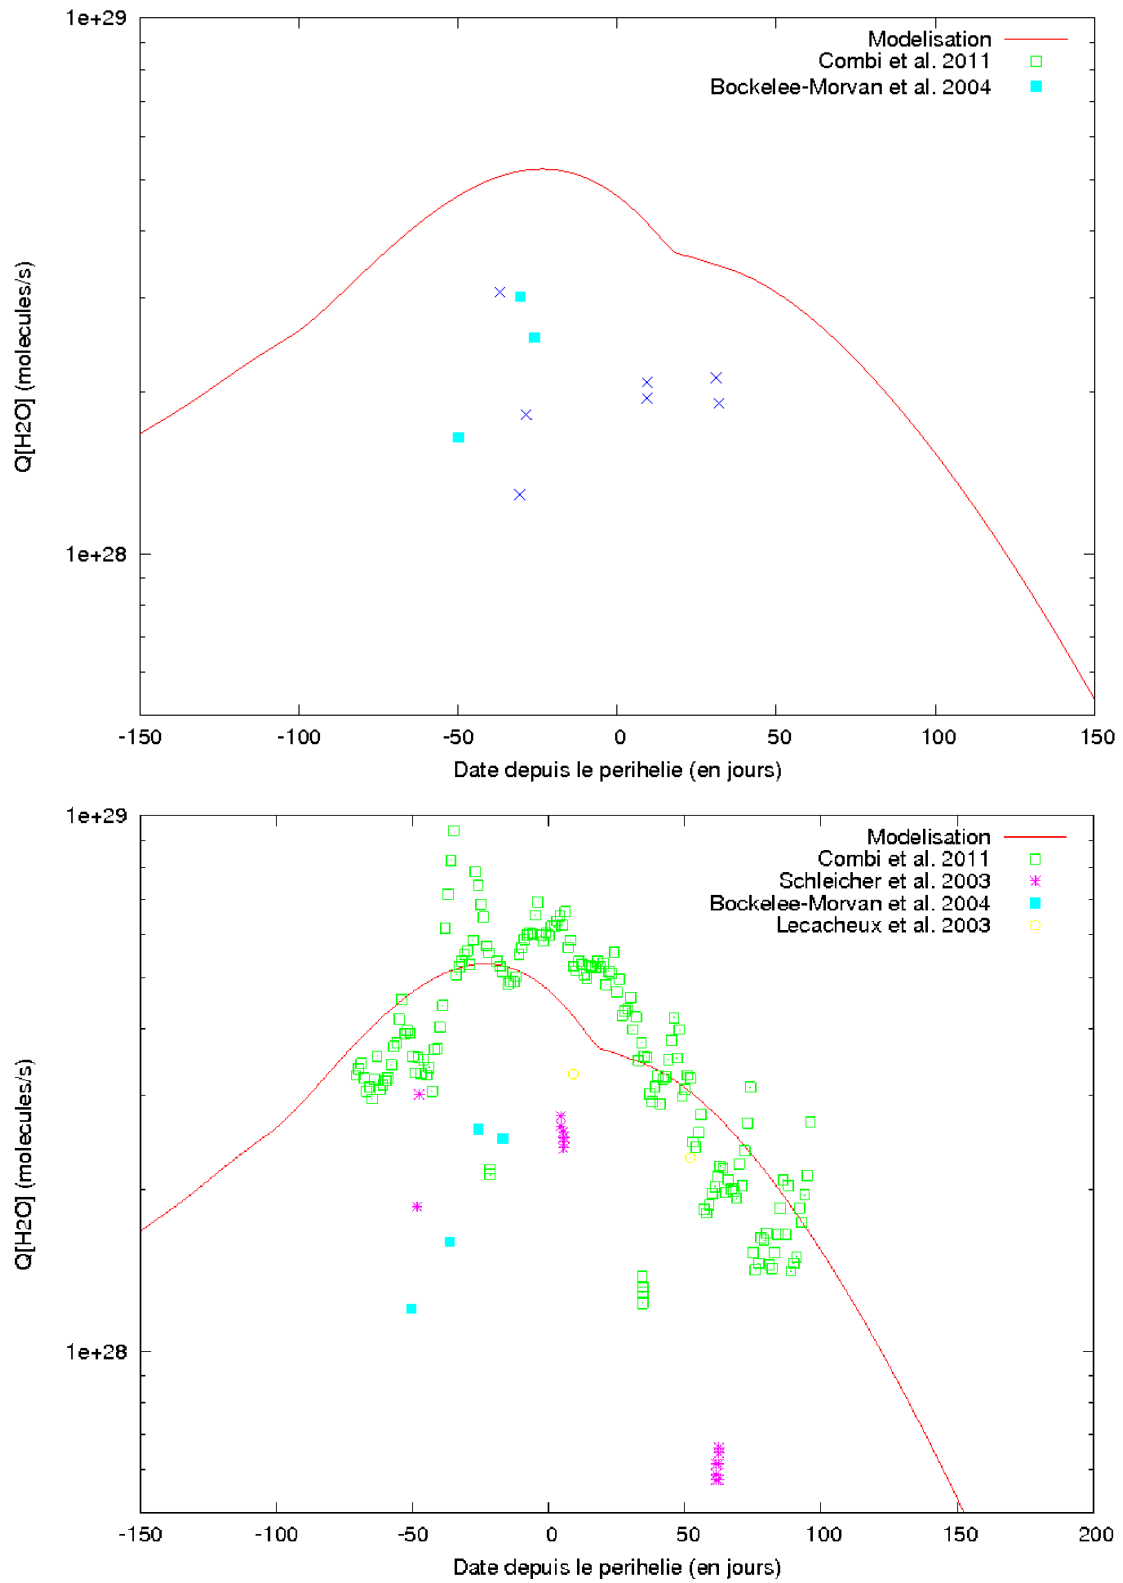 1e+29
Modelisation
Combi et al. 2011
Bockelee-Morvan et al. 2004
Q[H2O] (molecules/s)
1e+28
-150 -100 -50 0 50 100 150
Date depuis le perihelie (en jours)
1e+29
Modelisation
Combi et al. 2011
Schleicher et al. 2003
Bockelee-Morvan et al. 2004
Lecacheux et al. 2003
Q[H2O] (molecules/s)
1e+28
-150 -100 -50 0 50 100 150 200
Date depuis le perihelie (en jours)